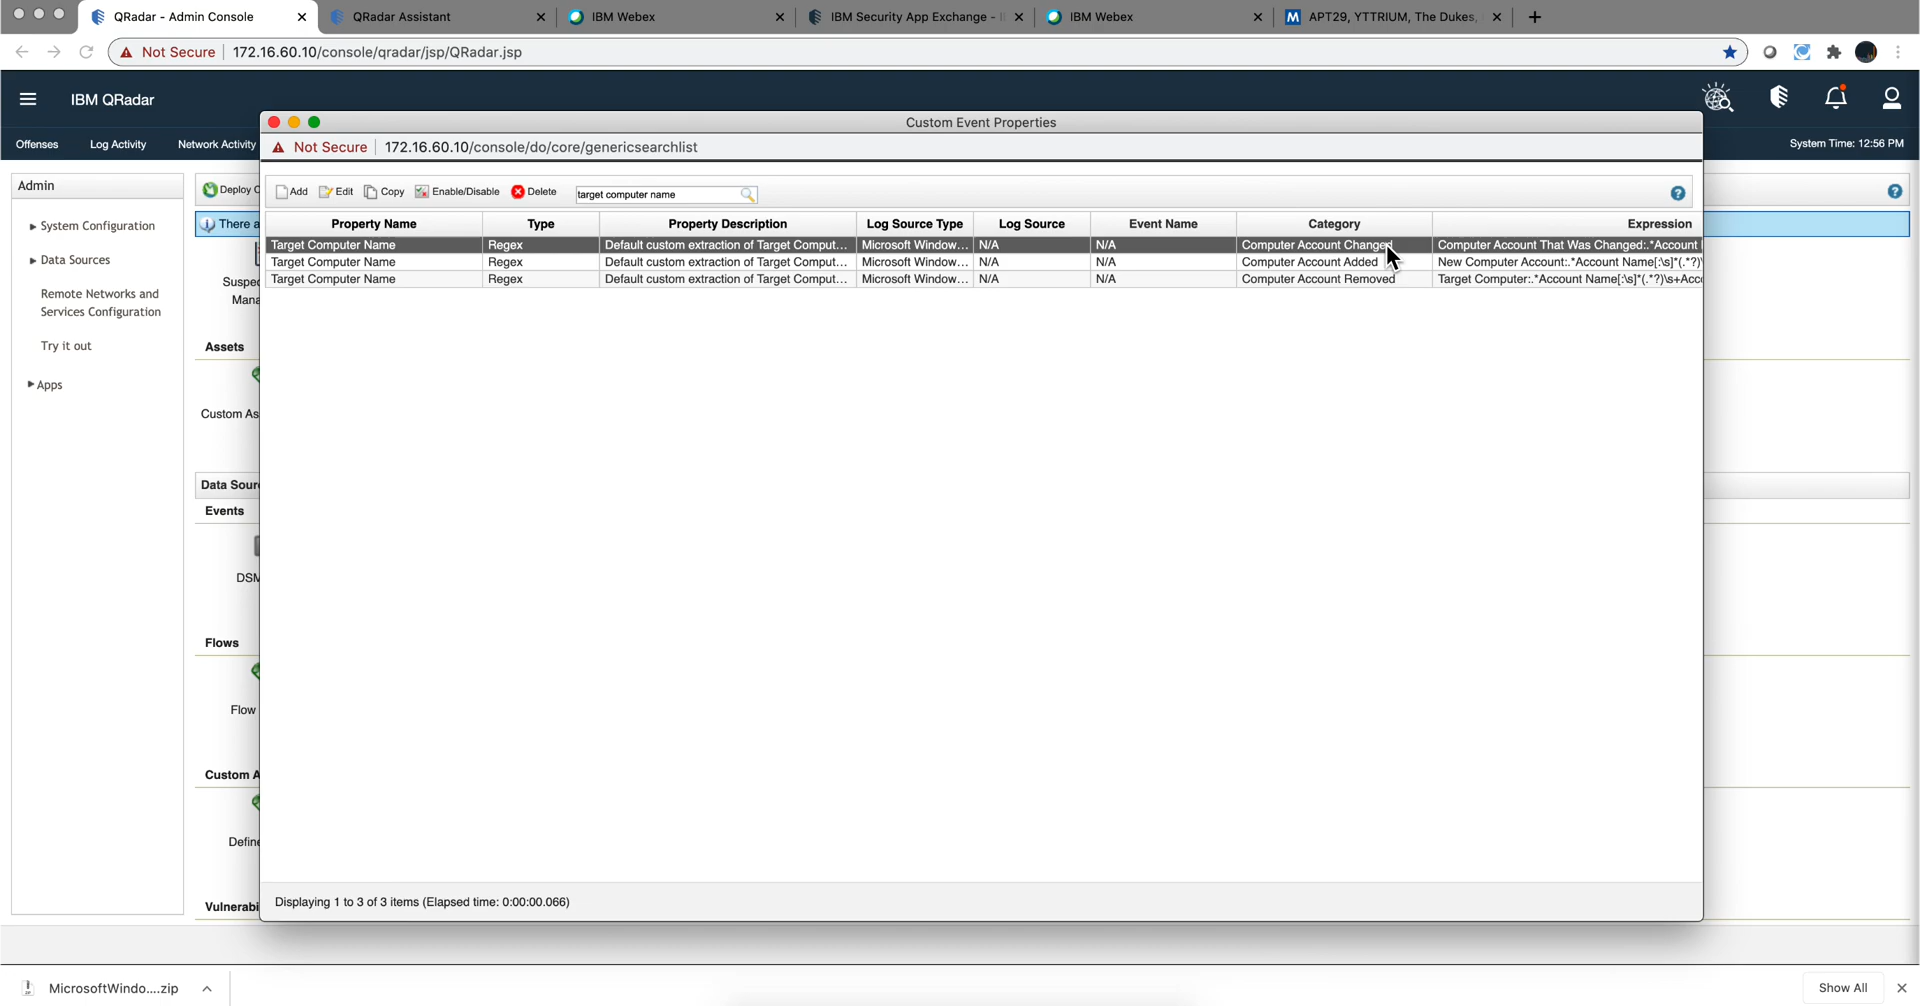 QRadar - Admin Console
QRadar Assistant
IBM Webex
IBM Security App Exchange -
IBM Webex
M APT29, YTTRIUM, The Dukes,
Not Secure 172.16.60.10/console/qradar/jsp/QRadar.jsp
IBM QRadar
Offenses Log Activity Network Activity
System Time: 12:56 PM
Custom Event Properties
Not Secure 172.16.60.10/console/do/core/genericsearchlist
Admin
System Configuration
Data Sources
Remote Networks and
Services Configuration
Try it out
Apps
Deploy C
There a
Suspec
Mana
Assets
Custom As
Data Sour
Events
DSM
Flows
Flow
Custom A
Define
Vulnerabi
Add Edit Copy Enable/Disable Delete target computer name
Property Name Type Property Description Log Source Type Log Source Event Name Category Expression
Target Computer Name Regex Default custom extraction of Target Comput... Microsoft Window... N/A N/A Computer Account Changed Computer Account That Was Changed:.*Account
Target Computer Name Regex Default custom extraction of Target Comput... Microsoft Window... N/A N/A Computer Account Added New Computer Account:.*Account Name[:\s]*(.*?)\
Target Computer Name Regex Default custom extraction of Target Comput... Microsoft Window... N/A N/A Computer Account Removed Target Computer:.*Account Name[:\s]*(.*?)\s+Acc
Displaying 1 to 3 of 3 items (Elapsed time: 0:00:00.066)
MicrosoftWindo....zip
Show All